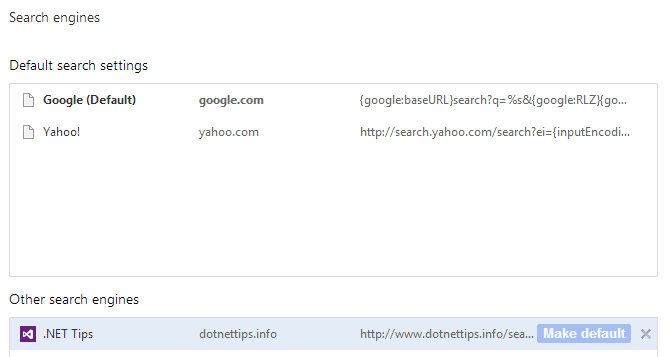 Search engines
Default search settings
Google (Default) google.com {google:baseURL}search?q=%s&{google:RLZ}{go...
Yahoo! yahoo.com http://search.yahoo.com/search?ei={inputEncodi...
Other search engines
.NET Tips dotnettips.info http://www.dotnettips.info/sea... Make default